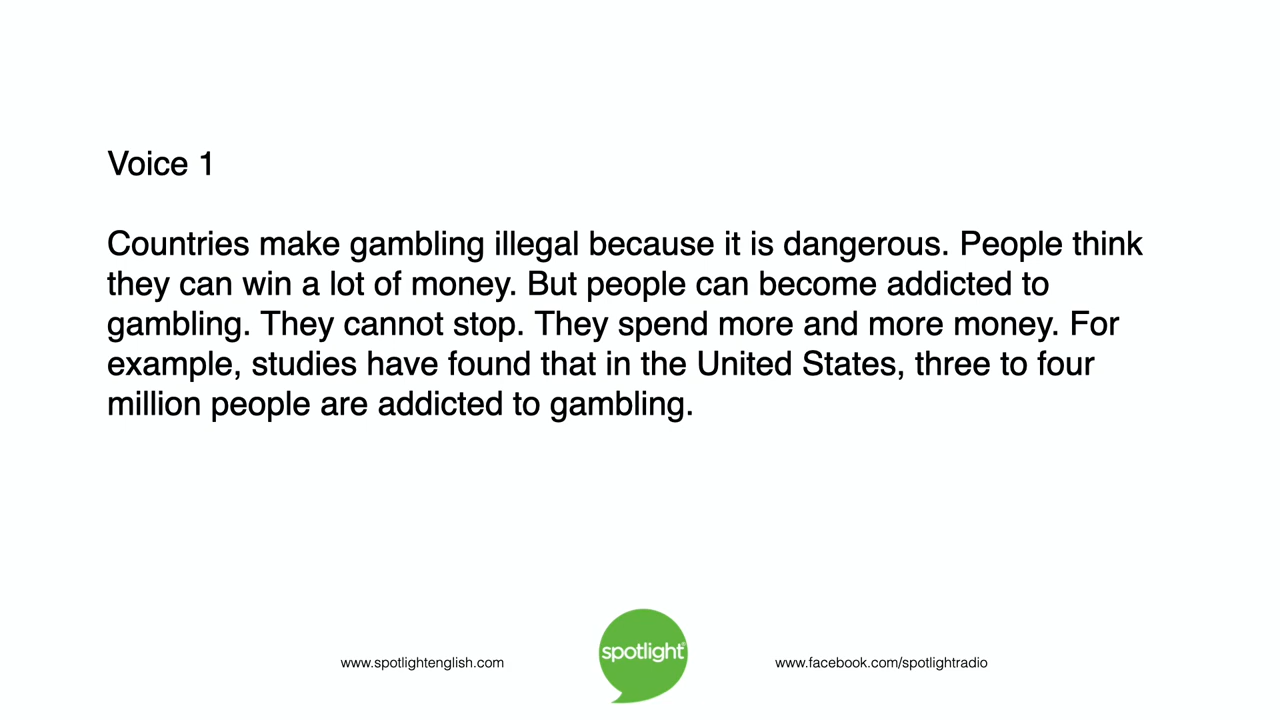 Voice 1
Countries make gambling illegal because it is dangerous. People think
they can win a lot of money. But people can become addicted to
gambling. They cannot stop. They spend more and more money. For
example, studies have found that in the United States, three to four
million people are addicted to gambling.
www.spotlightenglish.com
spotlight®
www.facebook.com/spotlightradio